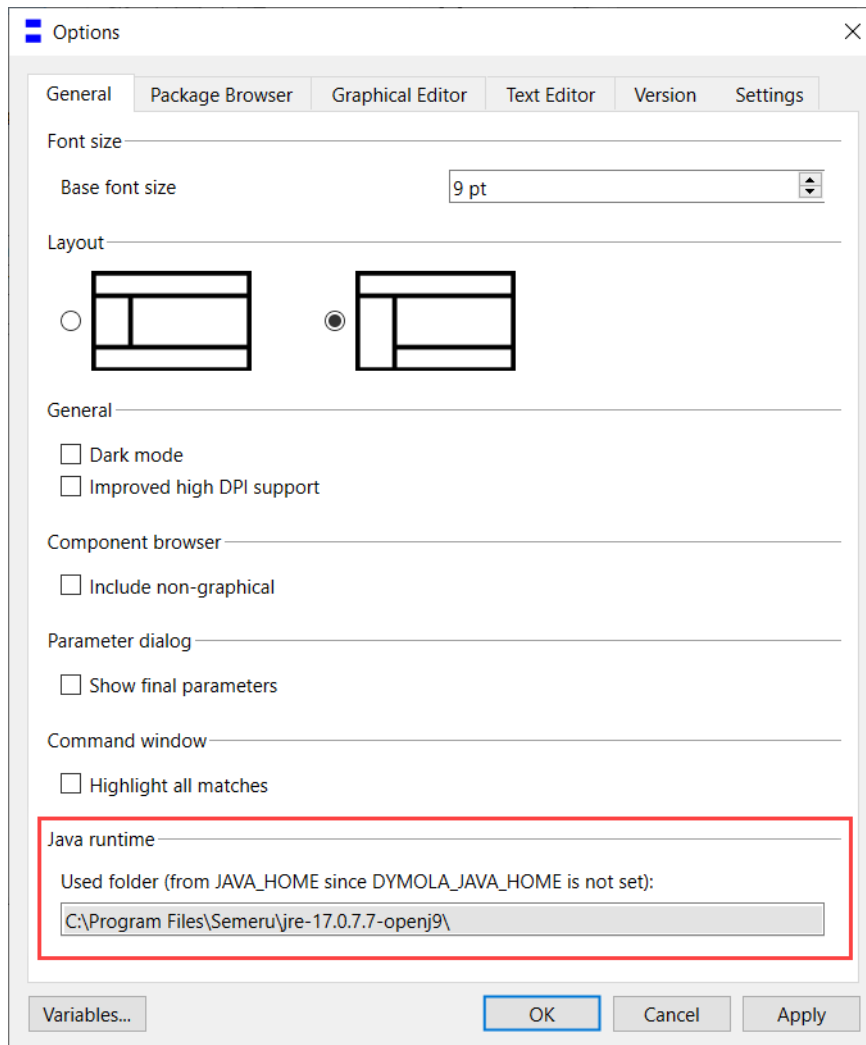 Options
General Package Browser Graphical Editor Text Editor Version Settings
Font size
Base font size 9 pt
Layout
General
Dark mode
Improved high DPI support
Component browser
Include non-graphical
Parameter dialog
Show final parameters
Command window
Highlight all matches
Java runtime
Used folder (from JAVA_HOME since DYMOLA_JAVA_HOME is not set):
C:\Program Files\Semeru\jre-17.0.7.7-openj9\
Variables... OK Cancel Apply